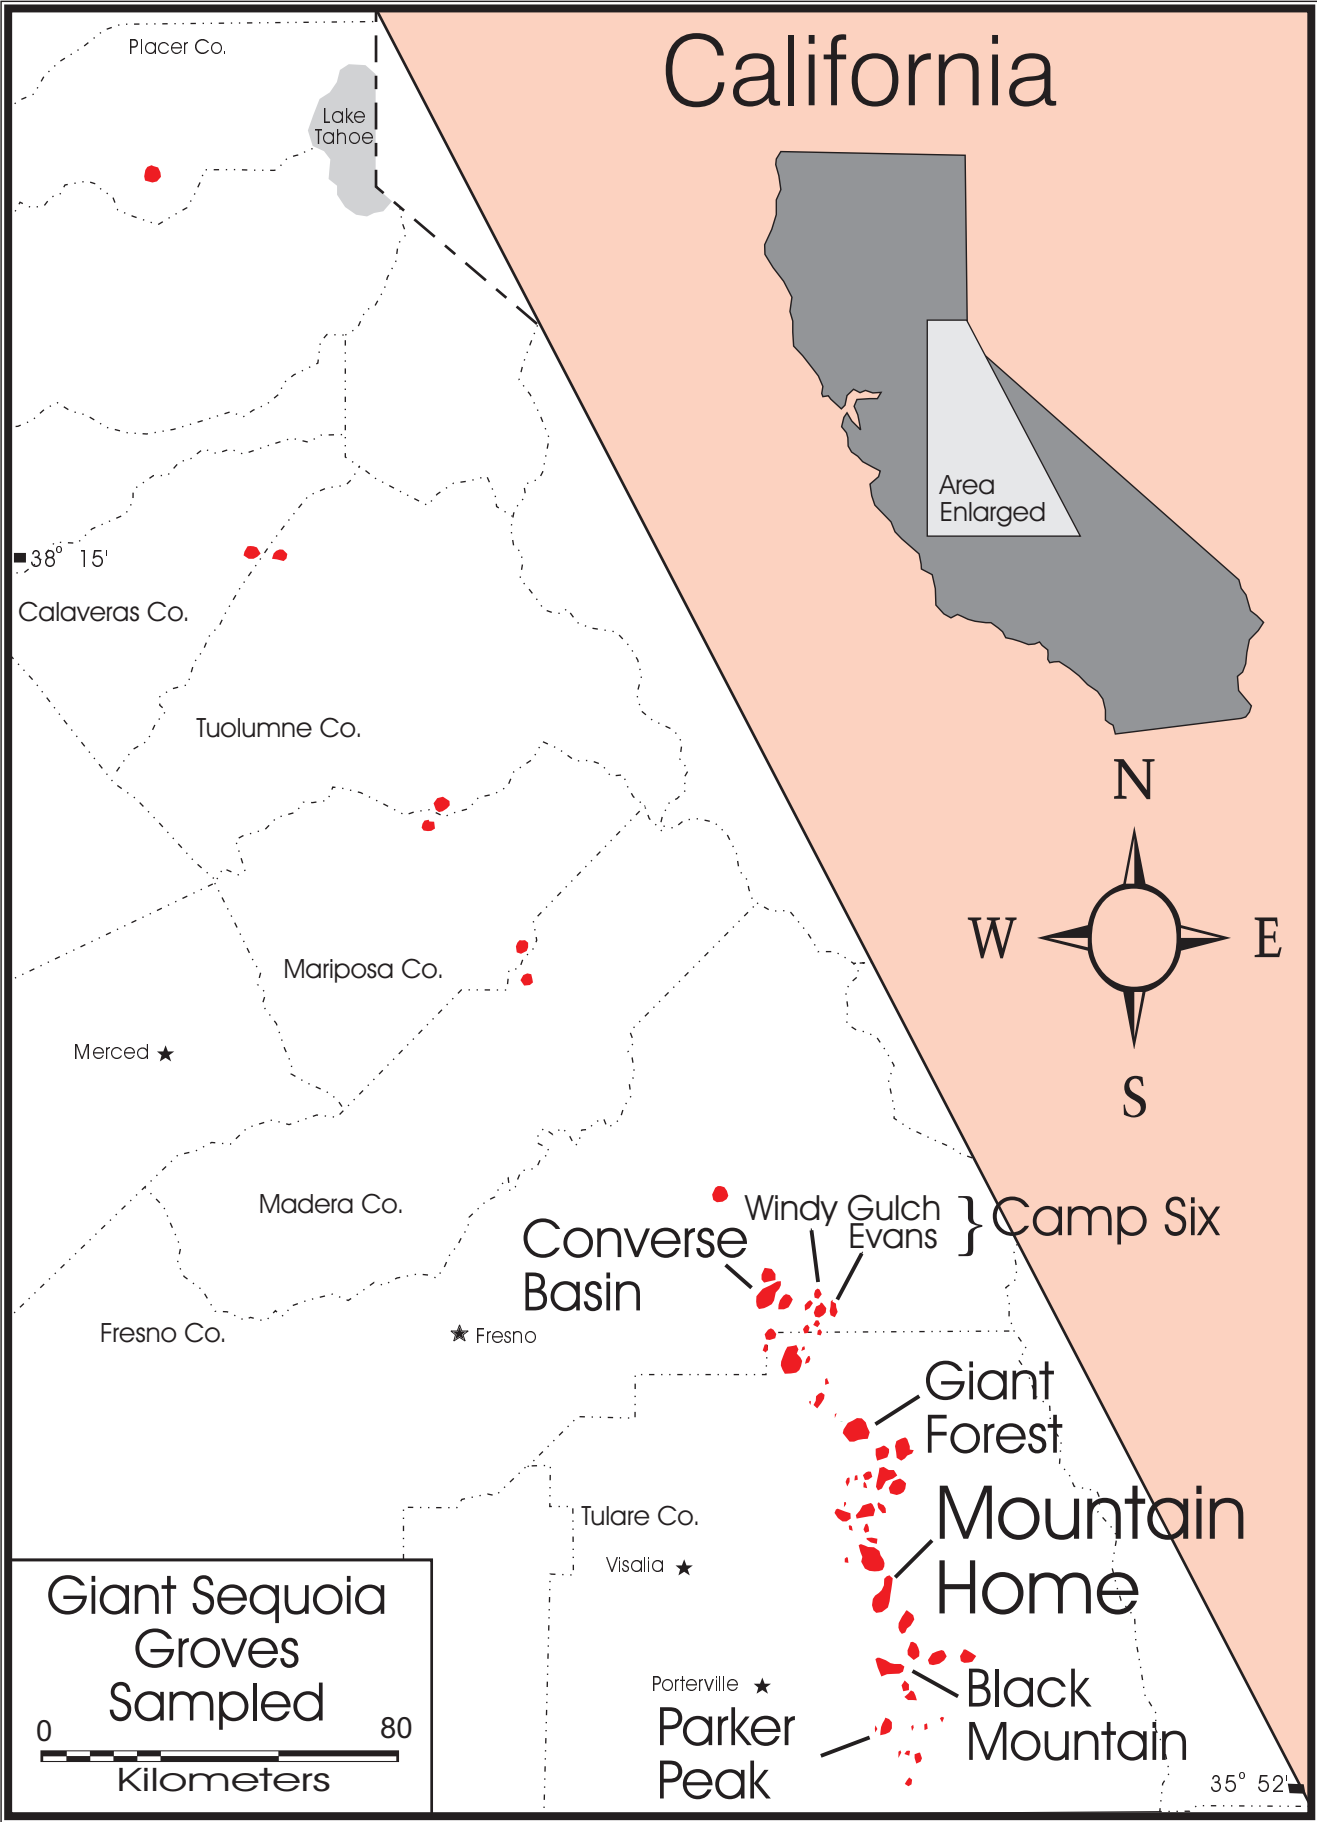 Placer Co.
California
Lake
Tahoe
Area
Enlarged
38° 15'
Calaveras Co.
Tuolumne Co.
N
W
E
S
Mariposa Co.
Merced
Madera Co.
Windy Gulch
Evans
} Camp Six
Converse
Basin
Fresno Co.
Fresno
Giant
Forest
Mountain
Home
Tulare Co.
Visalia
Porterville
Black
Mountain
Parker
Peak
35° 52'
Giant Sequoia
Groves
Sampled
0 80
Kilometers